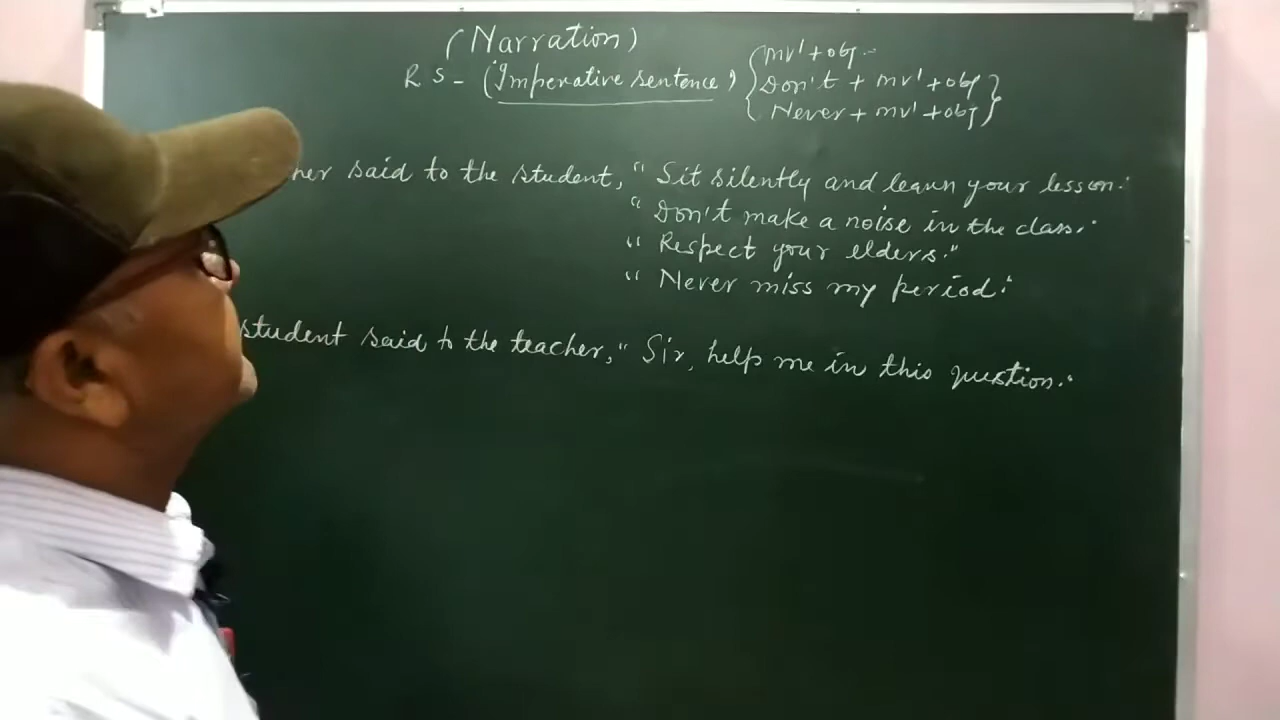 (Narration)
R S - (Imperative sentence) {mv¹ + obj -
Don't + mv¹ + obj
Never + mv¹ + obj}
her said to the student, "Sit silently and learn your lesson."
"Don't make a noise in the class."
"Respect your elders."
"Never miss my period."
student said to the teacher, "Sir, help me in this question."